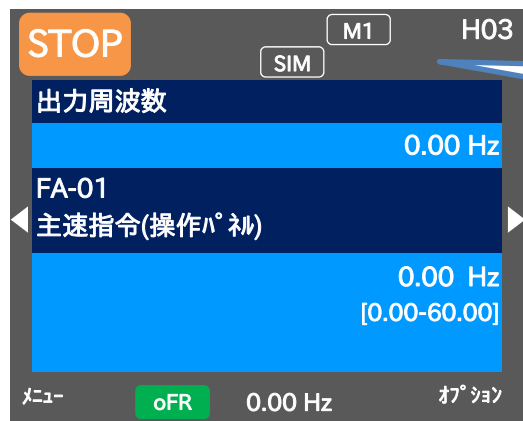 STOP
M1
H03
SIM
出力周波数
0.00 Hz
FA-01
主速指令(操作ﾊﾟﾈﾙ)
0.00 Hz
[0.00-60.00]
ﾒﾆｭｰ
oFR
0.00 Hz
ｵﾌﾟｼｮﾝ